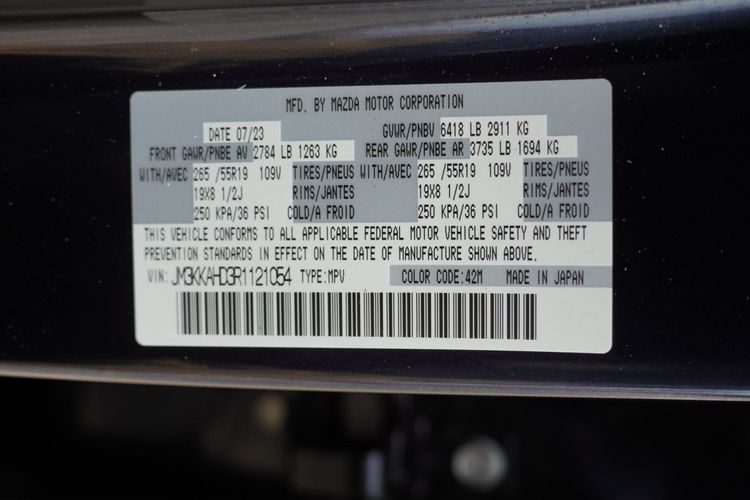 MFD. BY MAZDA MOTOR CORPORATION
DATE 07/23 GVWR/PNBV 6418 LB 2911 KG
FRONT GAWR/PNBE AV 2784 LB 1263 KG REAR GAWR/PNBE AR 3735 LB 1694 KG
WITH/AVEC 265 /55R19 109V TIRES/PNEUS WITH/AVEC 265 /55R19 109V TIRES/PNEUS
19X8 1/2J RIMS/JANTES 19X8 1/2J RIMS/JANTES
250 KPA/36 PSI COLD/A FROID 250 KPA/36 PSI COLD/A FROID
THIS VEHICLE CONFORMS TO ALL APPLICABLE FEDERAL MOTOR VEHICLE SAFETY AND THEFT
PREVENTION STANDARDS IN EFFECT ON THE DATE OF MANUFACTURE SHOWN ABOVE.
VIN: JM3KKAHD3R1121054 TYPE:MPV COLOR CODE:42M MADE IN JAPAN